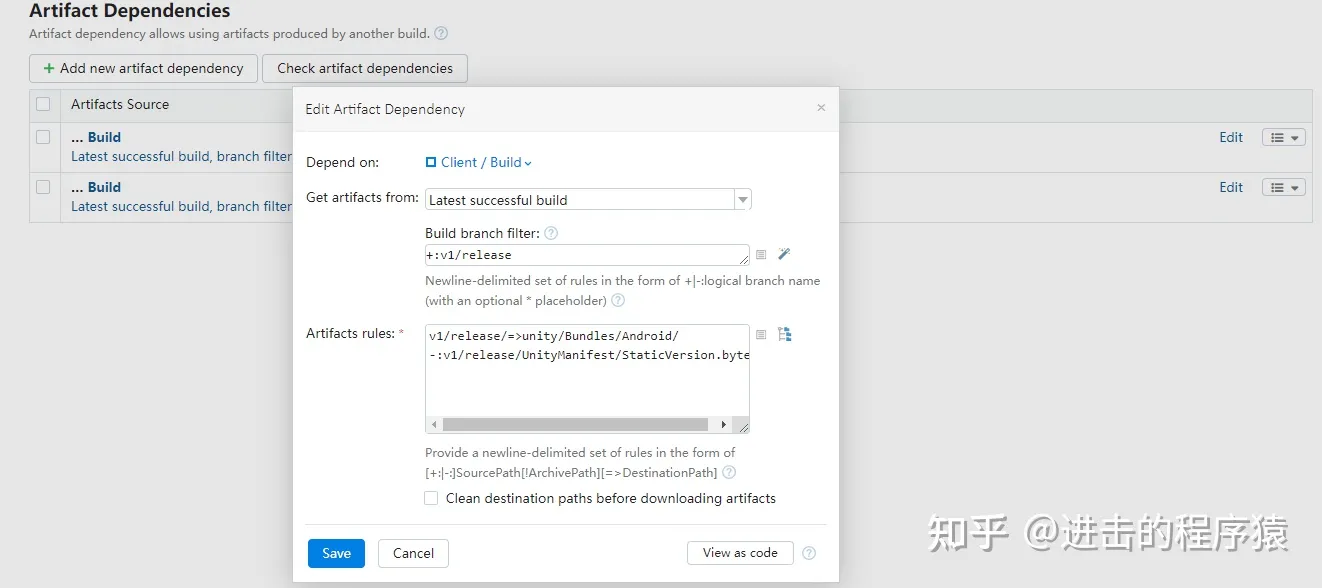 Artifact Dependencies
Artifact dependency allows using artifacts produced by another build.
+ Add new artifact dependency
Check artifact dependencies
Artifacts Source
... Build
Latest successful build, branch filter
Edit
... Build
Latest successful build, branch filter
Edit
Edit Artifact Dependency
Depend on:
Client / Build
Get artifacts from:
Latest successful build
Build branch filter:
+:v1/release
Newline-delimited set of rules in the form of +|-:logical branch name
(with an optional * placeholder)
Artifacts rules: *
v1/release/=>unity/Bundles/Android/
-:v1/release/UnityManifest/StaticVersion.byte
Provide a newline-delimited set of rules in the form of
[+:|-:]SourcePath[!ArchivePath][=>DestinationPath]
Clean destination paths before downloading artifacts
Save
Cancel
View as code
知乎 @进击的程序猿